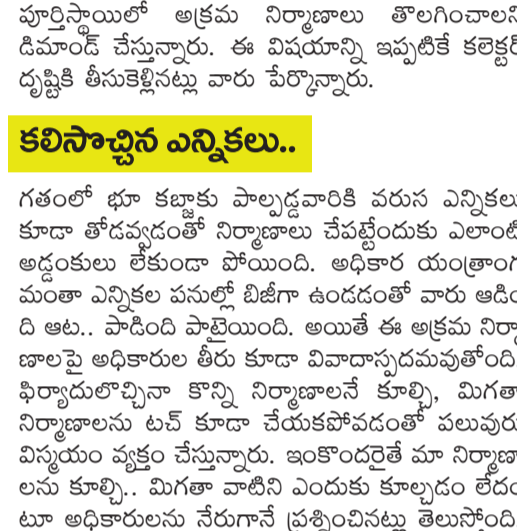 పూర్తిస్థాయిలో అక్రమ నిర్మాణాలు తొలగించాలని
డిమాండ్ చేస్తున్నారు. ఈ విషయాన్ని ఇప్పటికే కలెక్టర్
దృష్టికి తీసుకెళ్లినట్లు వారు పేర్కొన్నారు.
కలిసొచ్చిన ఎన్నికలు..
గతంలో భూ కబ్జాకు పాల్పడ్డవారికి వరుస ఎన్నికలు
కూడా తోడవ్వడంతో నిర్మాణాలు చేపట్టేందుకు ఎలాంటి
అడ్డంకులు లేకుండా పోయింది. అధికార యంత్రాంగ
మంతా ఎన్నికల పనుల్లో బిజీగా ఉండడంతో వారు ఆడిం
ది ఆట.. పాడింది పాటైయింది. అయితే ఈ అక్రమ నిర్మా
ణాలపై అధికారుల తీరు కూడా వివాదాస్పదమవుతోంది.
ఫిర్యాదులొచ్చినా కొన్ని నిర్మాణాలనే కూల్చి, మిగతా
నిర్మాణాలను టచ్ కూడా చేయకపోవడంతో పలువురు
విస్మయం వ్యక్తం చేస్తున్నారు. ఇంకొందరైతే మా నిర్మాణా
లను కూల్చి.. మిగతా వాటిని ఎందుకు కూల్చడం లేదం
టూ అధికారులను నేరుగానే ప్రశ్నించినట్లు తెలుస్తోంది.